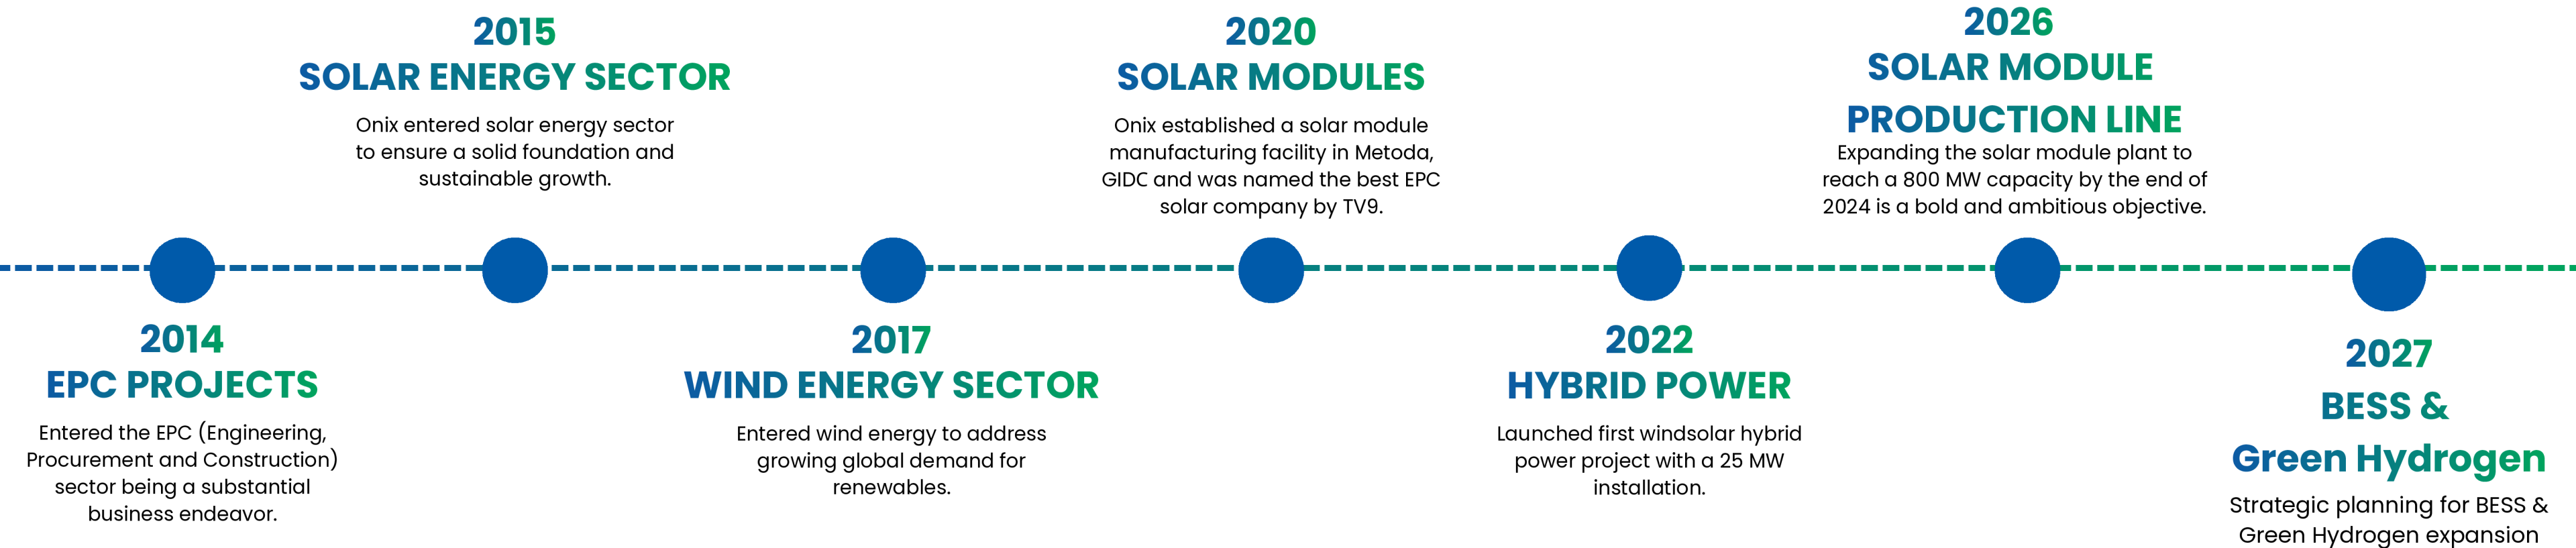 2014
EPC PROJECTS
Entered the EPC (Engineering,
Procurement and Construction)
sector being a substantial
business endeavor.
2015
SOLAR ENERGY SECTOR
Onix entered solar energy sector
to ensure a solid foundation and
sustainable growth.
2017
WIND ENERGY SECTOR
Entered wind energy to address
growing global demand for
renewables.
2020
SOLAR MODULES
Onix established a solar module
manufacturing facility in Metoda,
GIDC and was named the best EPC
solar company by TV9.
2022
HYBRID POWER
Launched first windsolar hybrid
power project with a 25 MW
installation.
2026
SOLAR MODULE
PRODUCTION LINE
Expanding the solar module plant to
reach a 800 MW capacity by the end of
2024 is a bold and ambitious objective.
2027
BESS &
Green Hydrogen
Strategic planning for BESS &
Green Hydrogen expansion